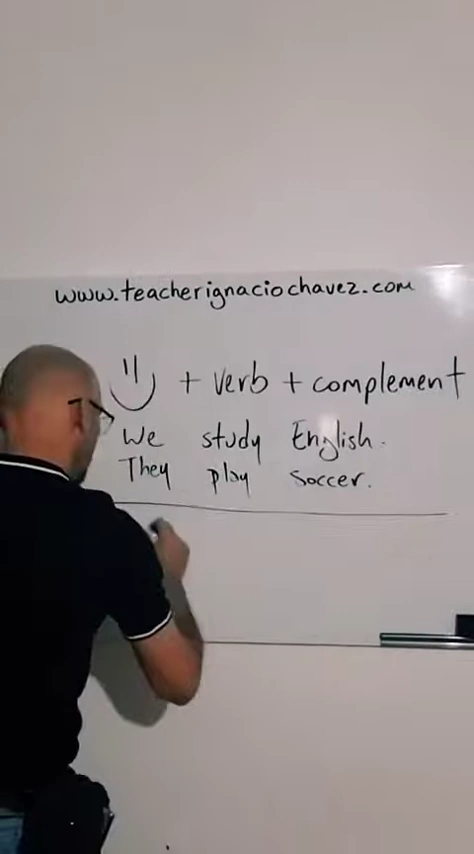 www.teacherignaciochavez.com
+ verb + complement
We study English.
They play soccer.